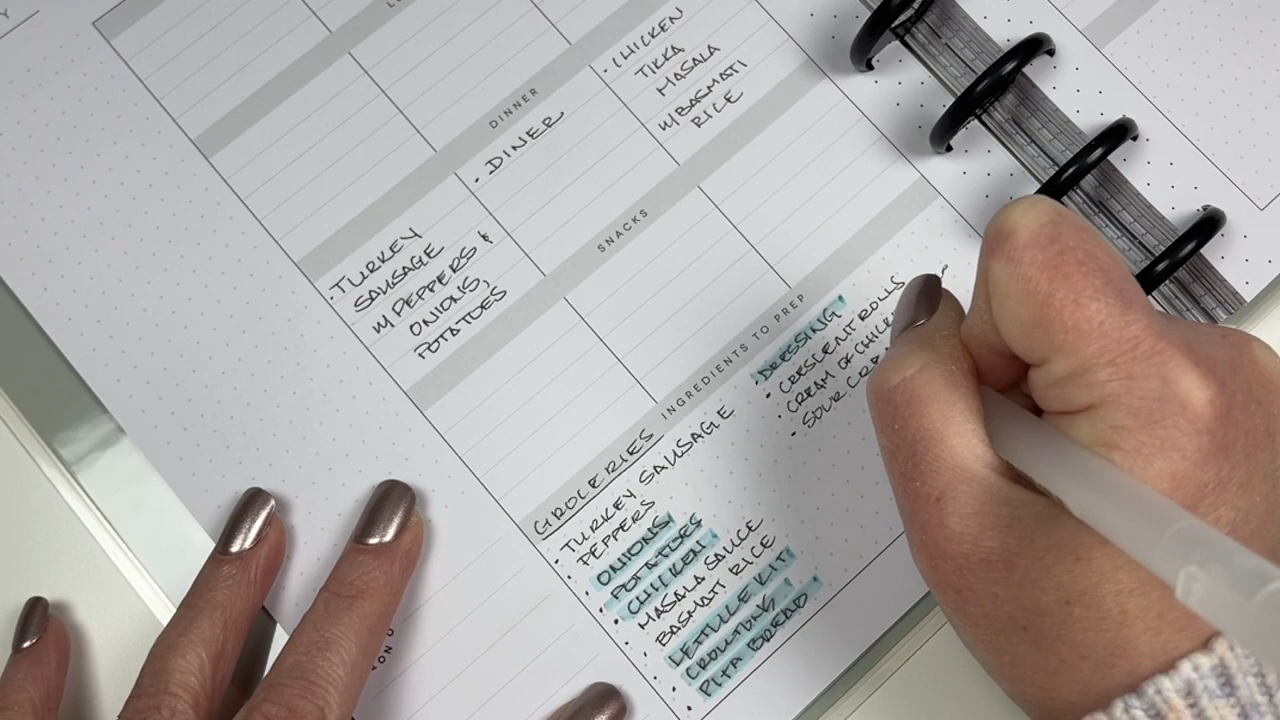 DINNER
• TURKEY
SAUSAGE
W/ PEPPERS &
ONIONS,
POTATOES
• DINER
• CHICKEN
TIKKA
MASALA
W/BASMATI
RICE
SNACKS
INGREDIENTS TO PREP
GROCERIES
• TURKEY SAUSAGE
• PEPPERS
• ONIONS
• POTATOES
• CHICKEN
• MASALA SAUCE
• BASMATI RICE
• LETTUCE KIT
• CROUTONS
• PITA BREAD
• DRESSING
• CRESCENT ROLLS
• CREAM OF
• SOUR